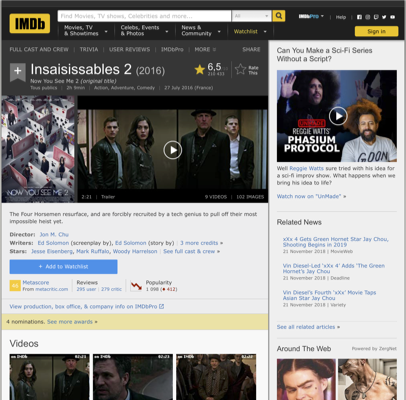 IMDb
Find Movies, TV shows, Celebrities and more...
All
IMDbPro
Help
Movies, TV
& Showtimes
Celebs, Events
& Photos
News &
Community
Watchlist
Sign in
FULL CAST AND CREW | TRIVIA | USER REVIEWS | IMDbPro | MORE
SHARE
Insaisissables 2 (2016)
Now You See Me 2 (original title)
Tous publics | 2h 9min | Action, Adventure, Comedy | 27 July 2016 (France)
6,5
Rate
This
NOW YOU SEE ME 2
2:21 | Trailer
9 VIDEOS | 102 IMAGES
The Four Horsemen resurface, and are forcibly recruited by a tech genius to pull off their most
impossible heist yet.
Director: Jon M. Chu
Writers: Ed Solomon (screenplay by), Ed Solomon (story by) | 3 more credits »
Stars: Jesse Eisenberg, Mark Ruffalo, Woody Harrelson | See full cast & crew »
+ Add to Watchlist
Metascore
From metacritic.com
Reviews
295 user | 279 critic
Popularity
1 098 ( 412)
View production, box office, & company info on IMDbPro
4 nominations. See more awards »
Videos
02:21
02:21
Can You Make a Sci-Fi Series
Without a Script?
REGGIE WATTS'
PHASIUM
PROTOCOL
Well Reggie Watts sure tried with his idea for
a sci-fi improv show. What happens when we
bring his idea to life?
Watch now on "UnMade" »
Related News
xXx 4 Gets Green Hornet Star Jay Chou,
Shooting Begins in 2019
21 November 2018 | MovieWeb
Vin Diesel-Led 'xXx 4' Adds 'The Green
Hornet's Jay Chou
21 November 2018 | Deadline
Vin Diesel's Fourth 'xXx' Movie Taps
Asian Star Jay Chou
21 November 2018 | Variety
See all related articles »
Around The Web
Powered by ZergNet